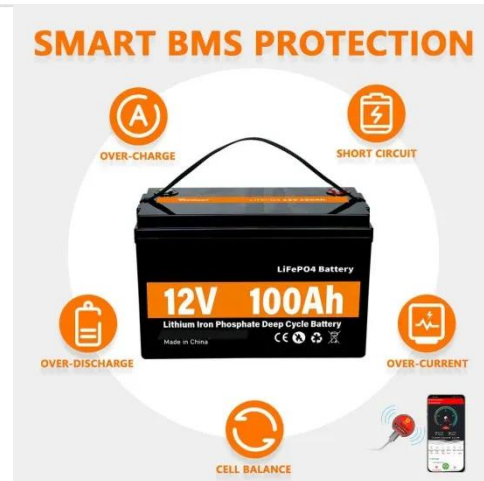 SMART BMS PROTECTION
OVER-CHARGE
SHORT CIRCUIT
LiFePO4 Battery
12V 100Ah
Lithium Iron Phosphate Deep Cycle Battery
Made in China
CE
OVER-DISCHARGE
OVER-CURRENT
CELL BALANCE